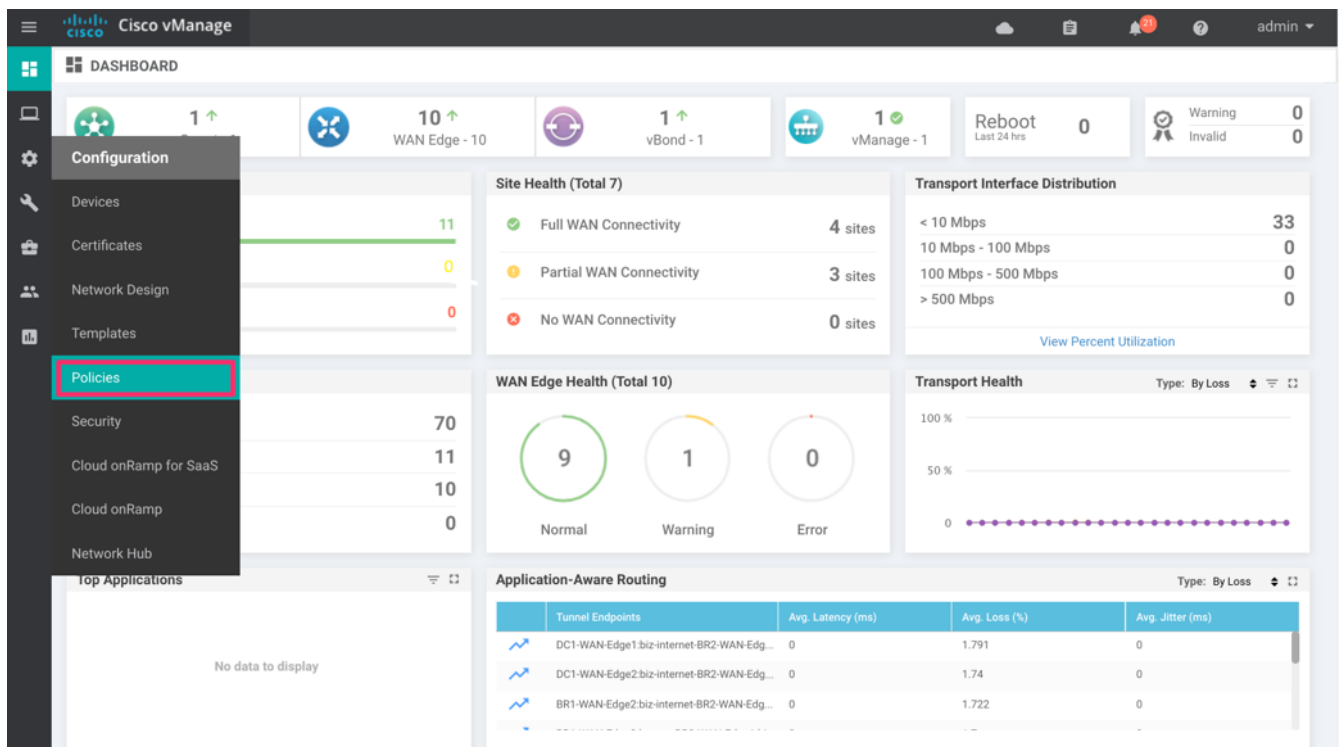 cisco Cisco vManage
21
admin
DASHBOARD
1
10
WAN Edge - 10
1
vBond - 1
1
vManage - 1
Reboot
Last 24 hrs
0
Warning 0
Invalid 0
Configuration
Devices
Certificates
Network Design
Templates
Policies
Security
Cloud onRamp for SaaS
Cloud onRamp
Network Hub
11
0
0
Site Health (Total 7)
Full WAN Connectivity 4 sites
Partial WAN Connectivity 3 sites
No WAN Connectivity 0 sites
Transport Interface Distribution
< 10 Mbps 33
10 Mbps - 100 Mbps 0
100 Mbps - 500 Mbps 0
> 500 Mbps 0
View Percent Utilization
70
11
10
0
WAN Edge Health (Total 10)
9 1 0
Normal Warning Error
Transport Health Type: By Loss
100 %
50 %
0
Top Applications
No data to display
Application-Aware Routing Type: By Loss
Tunnel Endpoints Avg. Latency (ms) Avg. Loss (%) Avg. Jitter (ms)
DC1-WAN-Edge1:biz-internet-BR2-WAN-Edg... 0 1.791 0
DC1-WAN-Edge2:biz-internet-BR2-WAN-Edg... 0 1.74 0
BR1-WAN-Edge2:biz-internet-BR2-WAN-Edg... 0 1.722 0